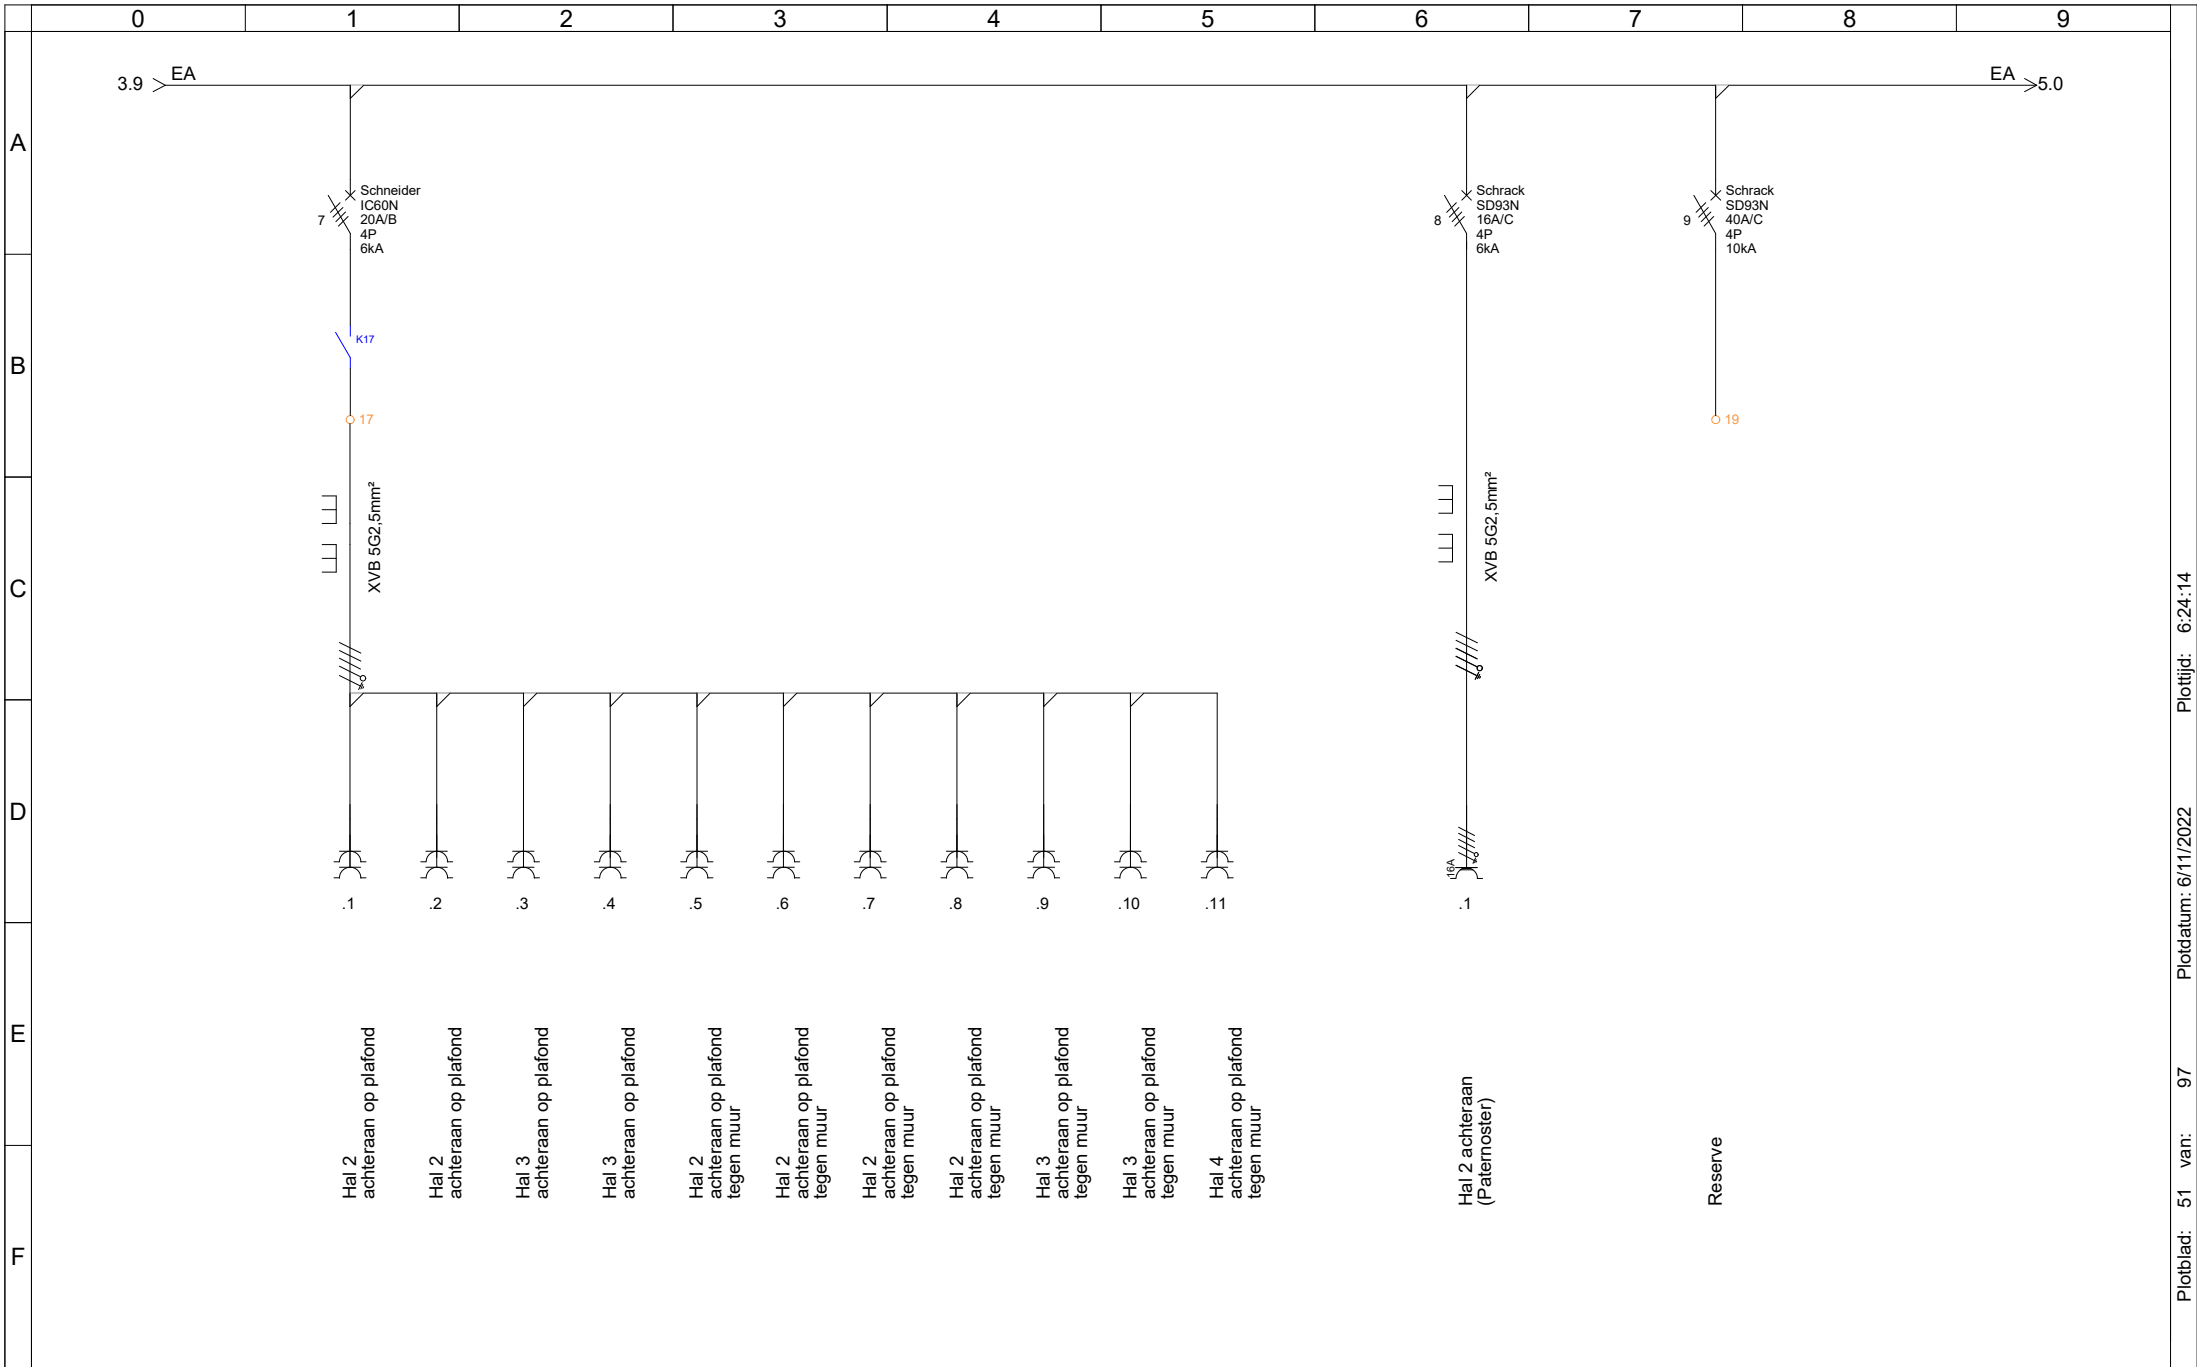 0 1 2 3 4 5 6 7 8 9
3.9 EA EA 5.0
A
B
C
D
E
F
7
Schneider
IC60N
20A/B
4P
6kA
K17
17
XVB 5G2,5mm²
8
Schrack
SD93N
16A/C
4P
6kA
XVB 5G2,5mm²
16A
9
Schrack
SD93N
40A/C
4P
10kA
19
.1 .2 .3 .4 .5 .6 .7 .8 .9 .10 .11 .1
Hal 2
achteraan op plafond
Hal 2
achteraan op plafond
Hal 3
achteraan op plafond
Hal 3
achteraan op plafond
Hal 2
achteraan op plafond
tegen muur
Hal 2
achteraan op plafond
tegen muur
Hal 2
achteraan op plafond
tegen muur
Hal 2
achteraan op plafond
tegen muur
Hal 3
achteraan op plafond
tegen muur
Hal 3
achteraan op plafond
tegen muur
Hal 4
achteraan op plafond
tegen muur
Hal 2 achteraan
(Paternoster)
Reserve
Plotblad: 51 van: 97 Plotdatum: 6/11/2022 Plottijd: 6:24:14